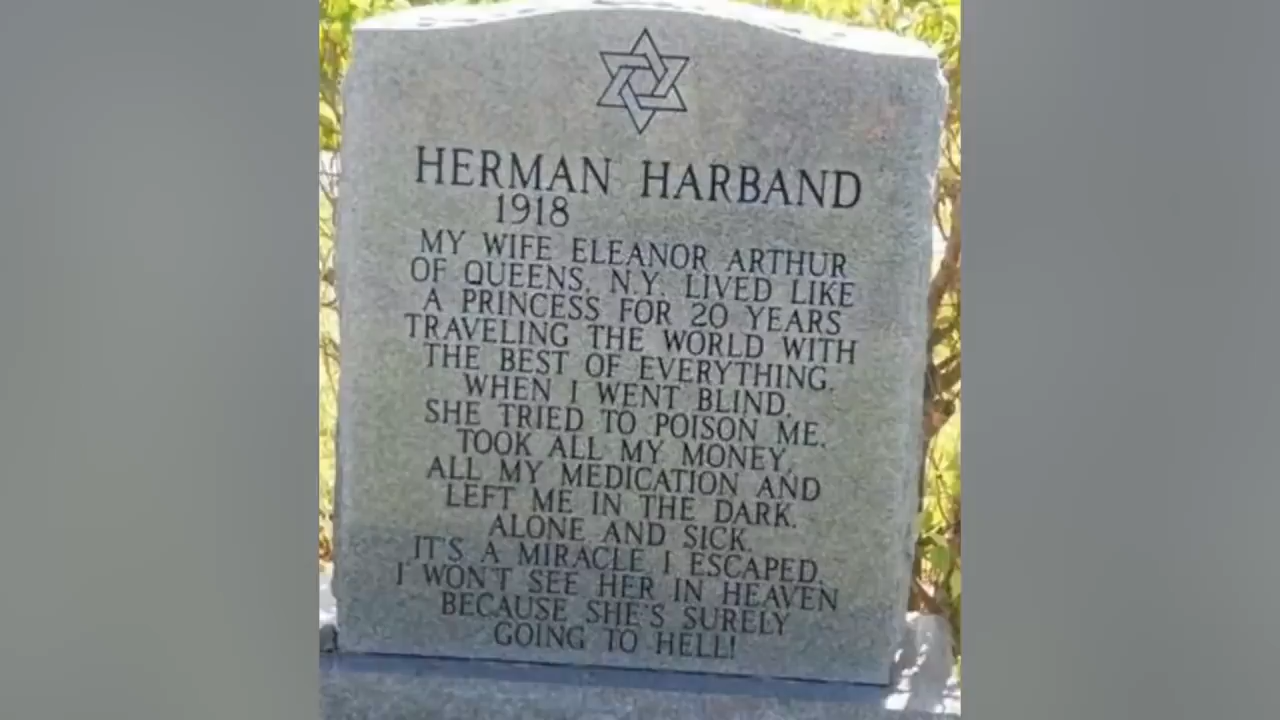 HERMAN HARBAND
1918
MY WIFE ELEANOR ARTHUR
OF QUEENS, N.Y. LIVED LIKE
A PRINCESS FOR 20 YEARS
TRAVELING THE WORLD WITH
THE BEST OF EVERYTHING.
WHEN I WENT BLIND,
SHE TRIED TO POISON ME,
TOOK ALL MY MONEY,
ALL MY MEDICATION AND
LEFT ME IN THE DARK.
ALONE AND SICK.
IT'S A MIRACLE I ESCAPED.
I WON'T SEE HER IN HEAVEN
BECAUSE SHE'S SURELY
GOING TO HELL!